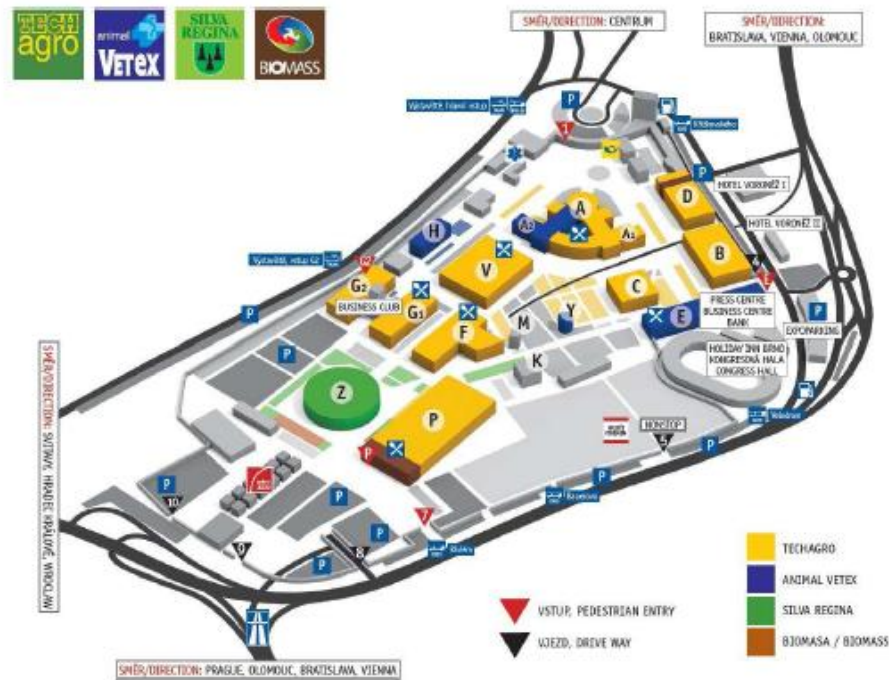 TECH
agro
animal
VETEX
SILVA
REGINA
BIOMASS
SMĚR/DIRECTION: CENTRUM
SMĚR/DIRECTION:
BRATISLAVA, VIENNA, OLOMOUC
Výstaviště, hlavní vstup
P
1
P
HOTEL VORONĚŽ I
D
A
A2
A1
H
HOTEL VORONĚŽ II
B
4
Výstaviště, vstup G2
V
G2
BUSINESS CLUB
C
E
PRESS CENTRE
BUSINESS CENTRE
BANK
P
EXPOPARKING
G1
Y
M
F
P
K
HOLIDAY INN BRNO
KONGRESOVÁ HALA
CONGRESS HALL
P
Z
P
NONSTOP
5
Velodrom
P
P
P
P
SMĚR/DIRECTION: SVITAVY, HRADEC KRÁLOVÉ, WROCLAW
P
10
P
7
Bauerova
P
P
9
8
P
TECHAGRO
ANIMAL VETEX
SILVA REGINA
BIOMASA / BIOMASS
VSTUP, PEDESTRIAN ENTRY
VJEZD, DRIVE WAY
SMĚR/DIRECTION: PRAGUE, OLOMOUC, BRATISLAVA, VIENNA